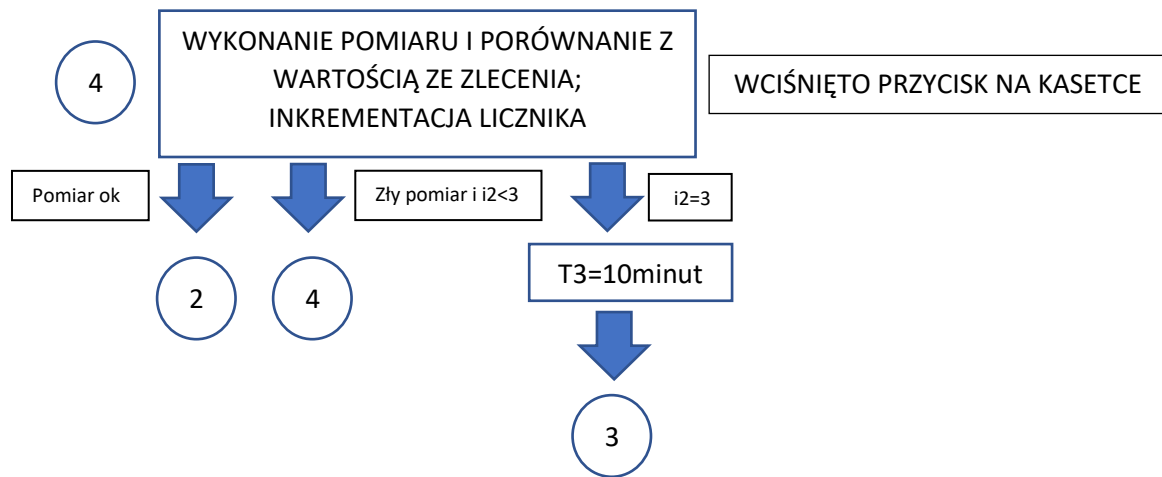 4
WYKONANIE POMIARU I PORÓWNANIE Z
WARTOŚCIĄ ZE ZLECENIA;
INKREMENTACJA LICZNIKA
WCIŚNIĘTO PRZYCISK NA KASETCE
Pomiar ok
Zły pomiar i i2<3
i2=3
2
4
T3=10minut
3